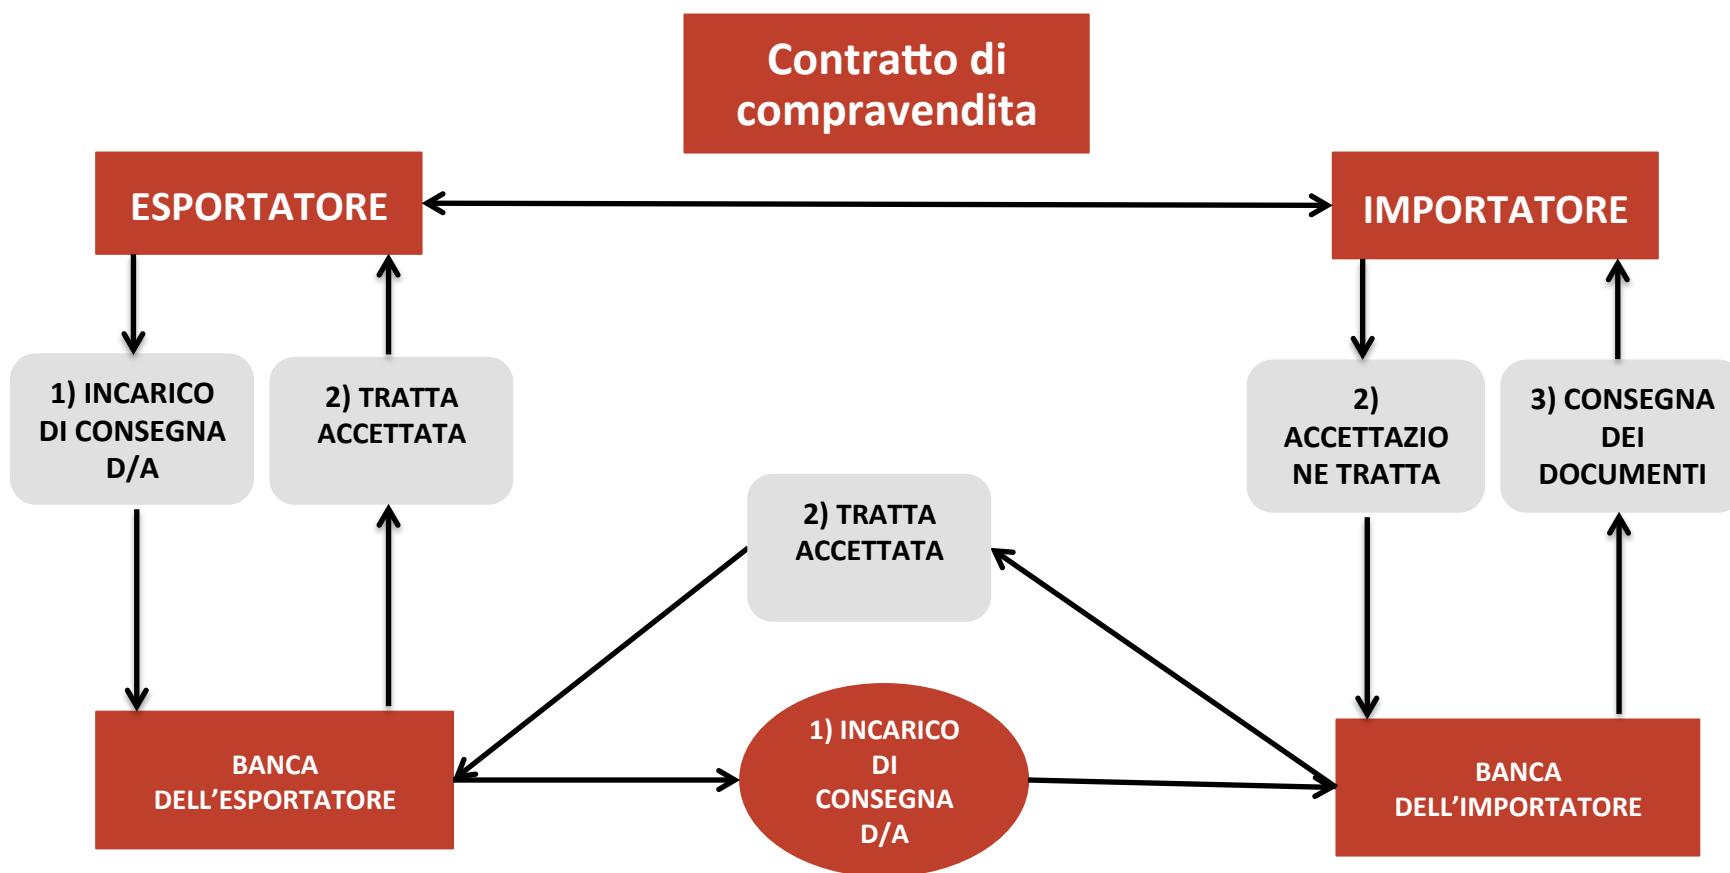 Contratto di
compravendita
ESPORTATORE
IMPORTATORE
1) INCARICO
DI CONSEGNA
D/A
2) TRATTA
ACCETTATA
2)
ACCETTAZIO
NE TRATTA
3) CONSEGNA
DEI
DOCUMENTI
2) TRATTA
ACCETTATA
BANCA
DELL’ESPORTATORE
1) INCARICO
DI
CONSEGNA
D/A
BANCA
DELL’IMPORTATORE